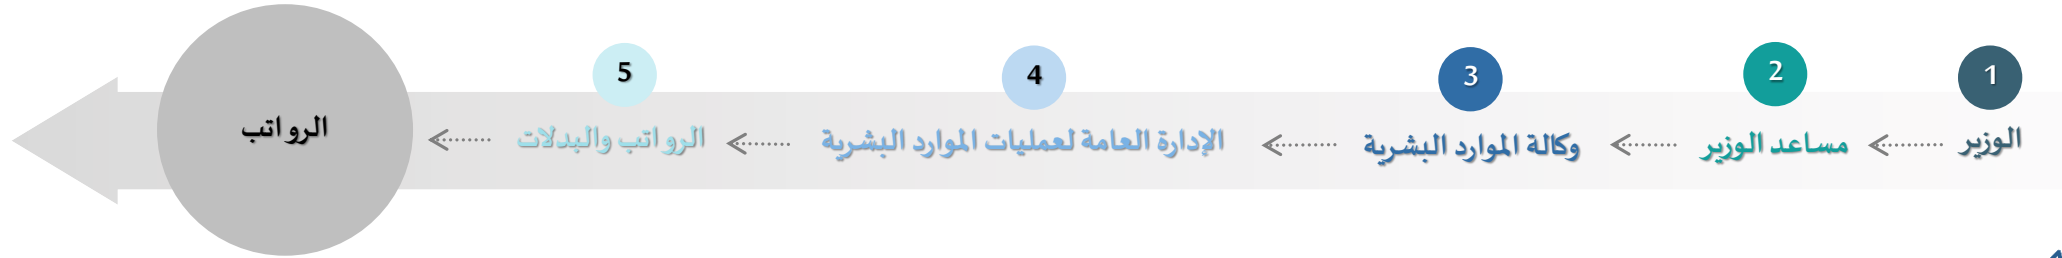 1
الوزير
2
مساعد الوزير
3
وكالة الموارد البشرية
4
الإدارة العامة لعمليات الموارد البشرية
5
الرواتب والبدلات
الرواتب